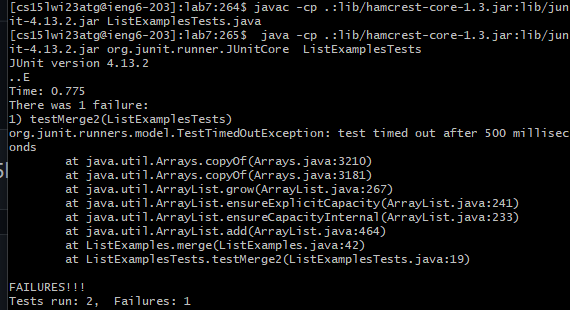 [cs15lwi23atg@ieng6-203]:lab7:264$ javac -cp .:lib/hamcrest-core-1.3.jar:lib/jun
it-4.13.2.jar ListExamplesTests.java
[cs15lwi23atg@ieng6-203]:lab7:265$  java -cp .:lib/hamcrest-core-1.3.jar:lib/jun
it-4.13.2.jar org.junit.runner.JUnitCore  ListExamplesTests
JUnit version 4.13.2
..E
Time: 0.775
There was 1 failure:
1) testMerge2(ListExamplesTests)
org.junit.runners.model.TestTimedOutException: test timed out after 500 millisec
onds
        at java.util.Arrays.copyOf(Arrays.java:3210)
        at java.util.Arrays.copyOf(Arrays.java:3181)
        at java.util.ArrayList.grow(ArrayList.java:267)
        at java.util.ArrayList.ensureExplicitCapacity(ArrayList.java:241)
        at java.util.ArrayList.ensureCapacityInternal(ArrayList.java:233)
        at java.util.ArrayList.add(ArrayList.java:464)
        at ListExamples.merge(ListExamples.java:42)
        at ListExamplesTests.testMerge2(ListExamplesTests.java:19)

FAILURES!!!
Tests run: 2,  Failures: 1